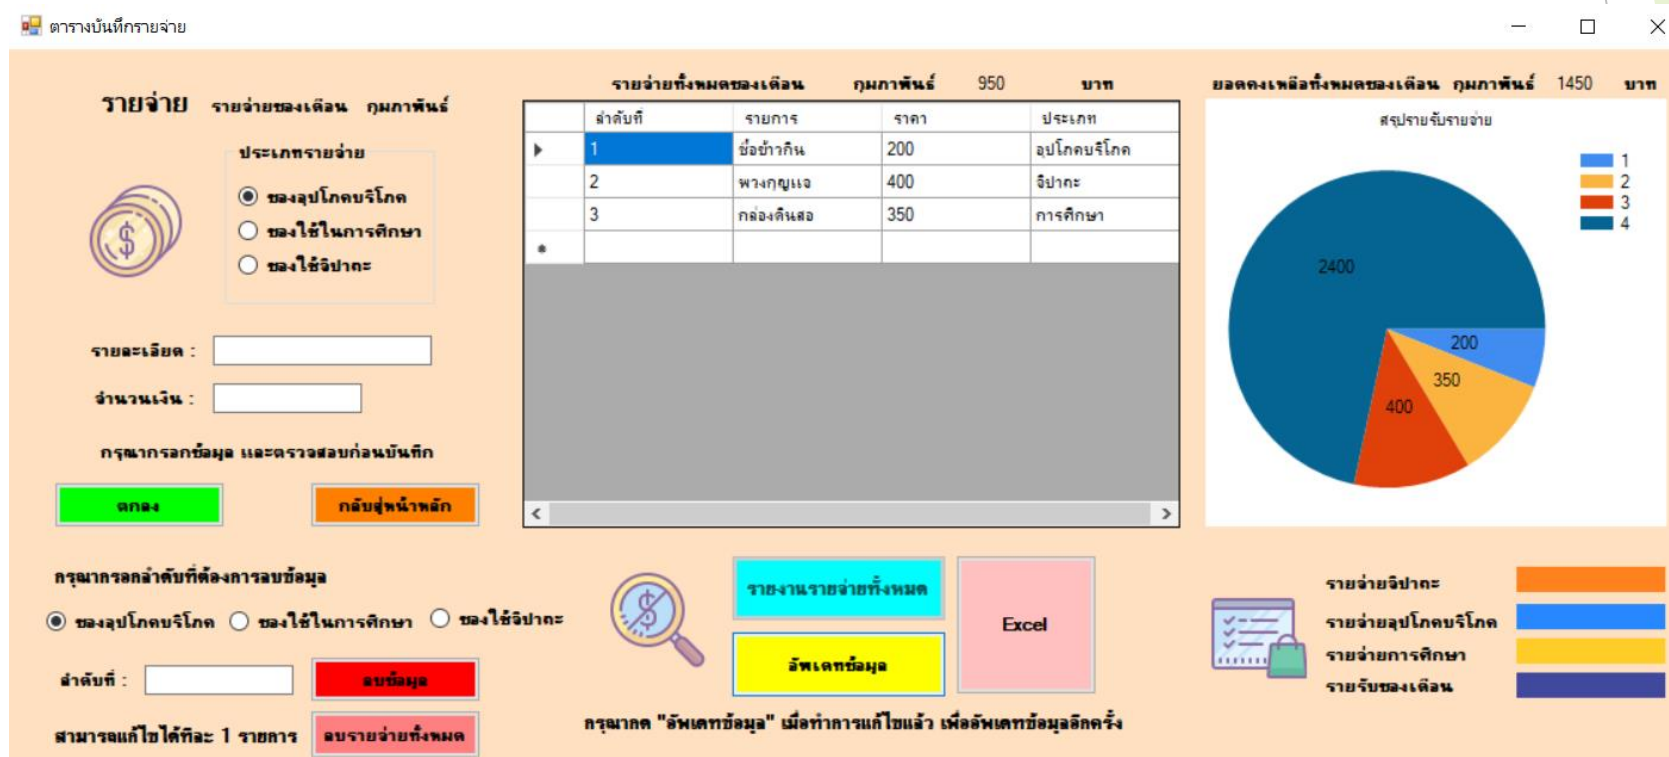 ตารางบันทึกรายจ่าย
รายจ่าย รายจ่ายของเดือน กุมภาพันธ์
ประเภทรายจ่าย
ของอุปโภคบริโภค
ของใช้ในการศึกษา
ของใช้จิปาถะ
รายละเอียด :
จำนวนเงิน :
กรุณากรอกข้อมูล และตรวจสอบก่อนบันทึก
ตกลง กลับสู่หน้าหลัก
กรุณากรอกลำดับที่ต้องการลบข้อมูล
ของอุปโภคบริโภค ของใช้ในการศึกษา ของใช้จิปาถะ
ลำดับที่ : ลบข้อมูล
สามารถแก้ไขได้ทีละ 1 รายการ ลบรายจ่ายทั้งหมด
รายจ่ายทั้งหมดของเดือน กุมภาพันธ์ 950 บาท
ลำดับที่ รายการ ราคา ประเภท
1 ซื้อข้าวกิน 200 อุปโภคบริโภค
2 พวงกุญแจ 400 จิปาถะ
3 กล่องดินสอ 350 การศึกษา
รายงานรายจ่ายทั้งหมด
อัพเดทข้อมูล
Excel
กรุณากด "อัพเดทข้อมูล" เมื่อทำการแก้ไขแล้ว เพื่ออัพเดทข้อมูลอีกครั้ง
ยอดคงเหลือทั้งหมดของเดือน กุมภาพันธ์ 1450 บาท
สรุปรายรับรายจ่าย
1
2
3
4
2400
200
350
400
รายจ่ายจิปาถะ
รายจ่ายอุปโภคบริโภค
รายจ่ายการศึกษา
รายรับของเดือน